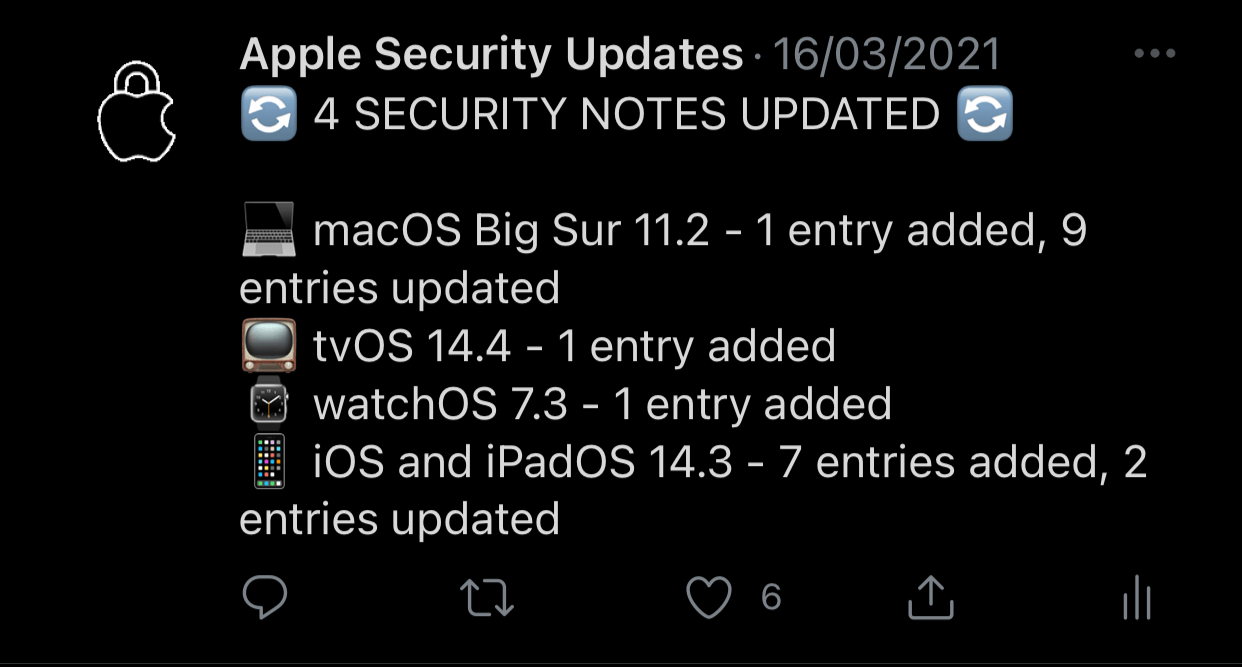 Apple Security Updates · 16/03/2021
🔄 4 SECURITY NOTES UPDATED 🔄
💻 macOS Big Sur 11.2 - 1 entry added, 9
entries updated
📺 tvOS 14.4 - 1 entry added
⌚ watchOS 7.3 - 1 entry added
📱 iOS and iPadOS 14.3 - 7 entries added, 2
entries updated
6